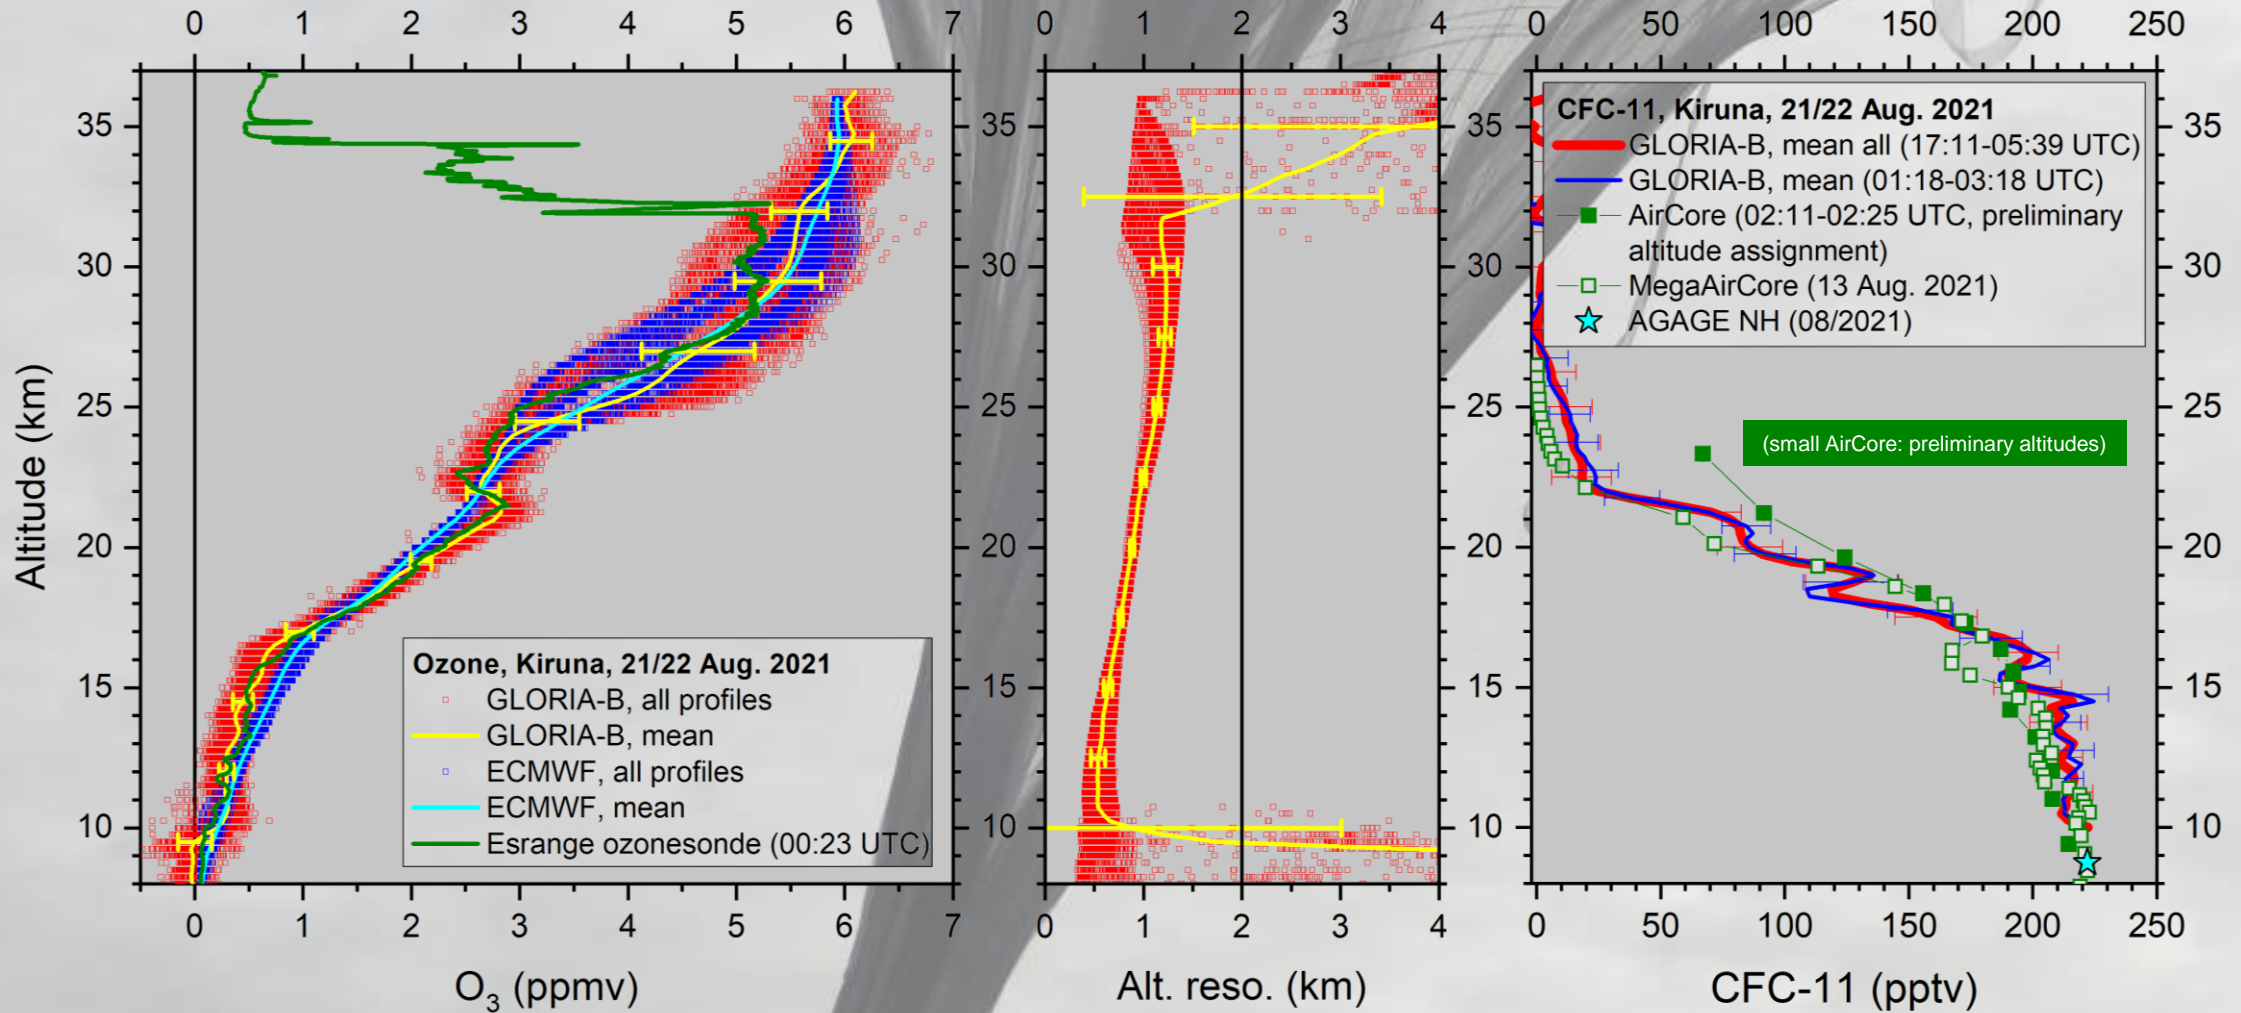 0 1 2 3 4 5 6 7
0 1 2 3 4
0 50 100 150 200 250
35
30
25
20
15
10
Altitude (km)
Ozone, Kiruna, 21/22 Aug. 2021
GLORIA-B, all profiles
GLORIA-B, mean
ECMWF, all profiles
ECMWF, mean
Esrange ozonesonde (00:23 UTC)
0 1 2 3 4 5 6 7
O3 (ppmv)
35
30
25
20
15
10
0 1 2 3 4
Alt. reso. (km)
35
30
25
20
15
10
CFC-11, Kiruna, 21/22 Aug. 2021
GLORIA-B, mean all (17:11-05:39 UTC)
GLORIA-B, mean (01:18-03:18 UTC)
AirCore (02:11-02:25 UTC, preliminary
altitude assignment)
MegaAirCore (13 Aug. 2021)
AGAGE NH (08/2021)
(small AirCore: preliminary altitudes)
35
30
25
20
15
10
0 50 100 150 200 250
CFC-11 (pptv)